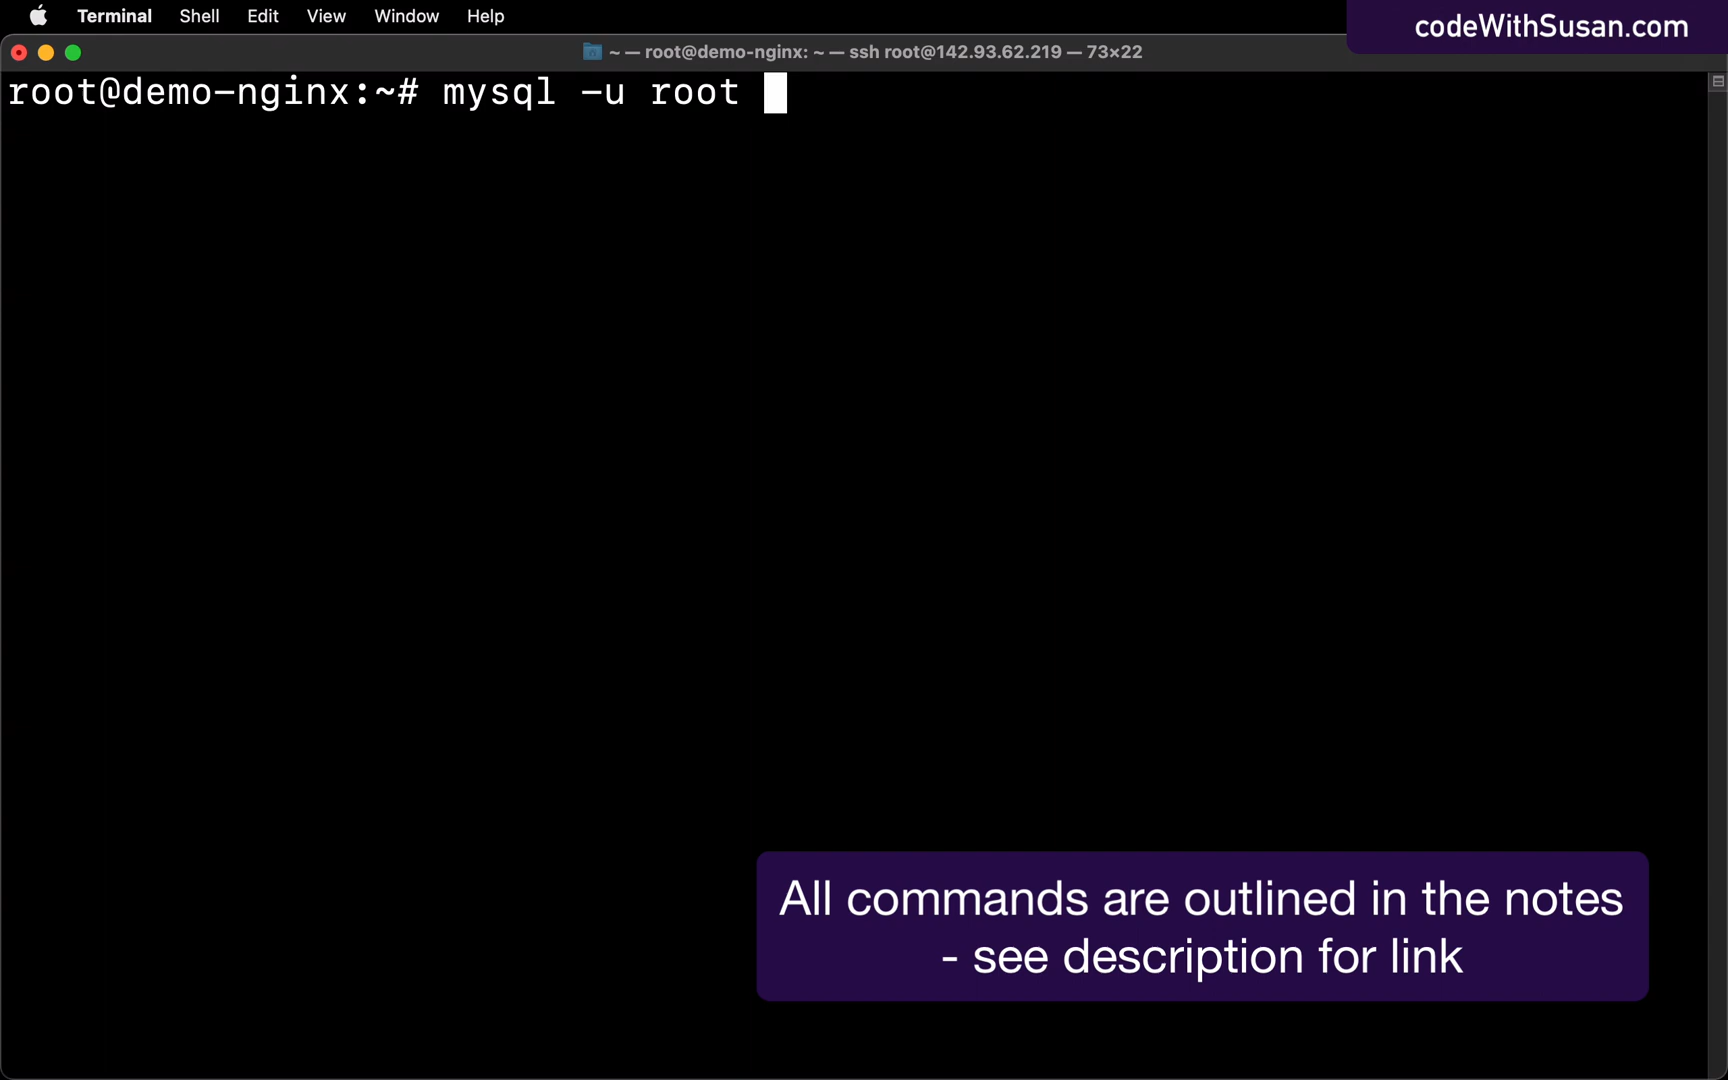 Terminal Shell Edit View Window Help
codeWithSusan.com
~ — root@demo-nginx: ~ — ssh root@142.93.62.219 — 73×22
root@demo-nginx:~# mysql -u root
All commands are outlined in the notes
- see description for link